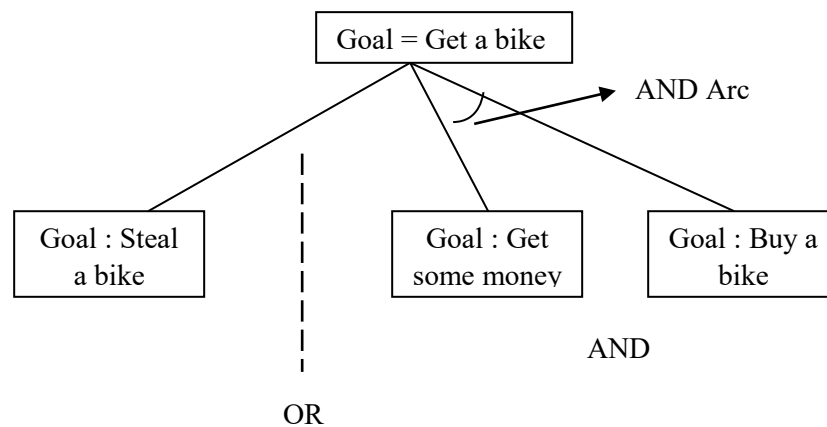 Goal = Get a bike
AND Arc
Goal : Steal
a bike
Goal : Get
some money
Goal : Buy a
bike
AND
OR